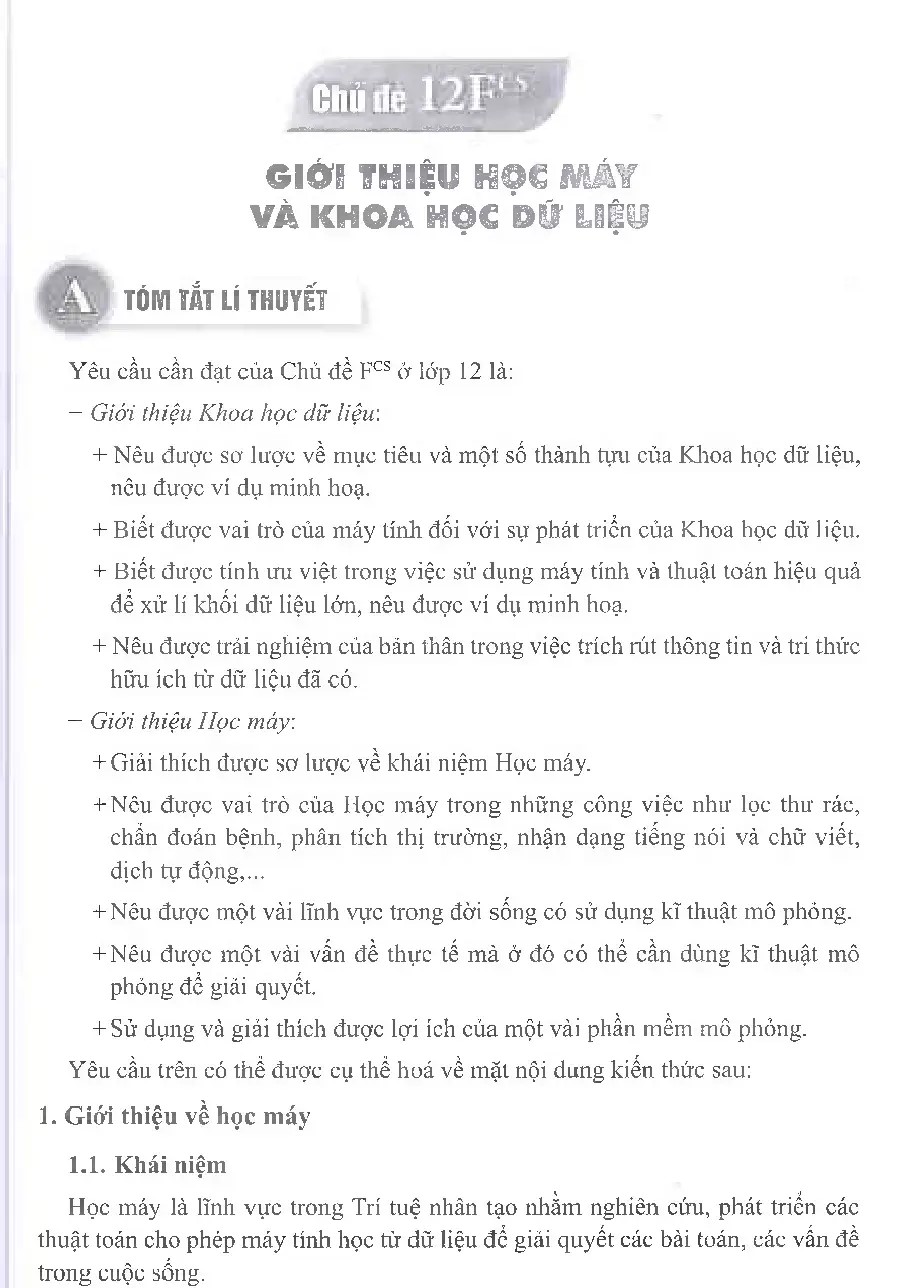 Chủ đề 12Fᶜˢ
GIỚI THIỆU HỌC MÁY
VÀ KHOA HỌC DỮ LIỆU
A TÓM TẮT LÍ THUYẾT
Yêu cầu cần đạt của Chủ đề Fᶜˢ ở lớp 12 là:
− Giới thiệu Khoa học dữ liệu:
+ Nêu được sơ lược về mục tiêu và một số thành tựu của Khoa học dữ liệu,
nêu được ví dụ minh hoạ.
+ Biết được vai trò của máy tính đối với sự phát triển của Khoa học dữ liệu.
+ Biết được tính ưu việt trong việc sử dụng máy tính và thuật toán hiệu quả
để xử lí khối dữ liệu lớn, nêu được ví dụ minh hoạ.
+ Nêu được trải nghiệm của bản thân trong việc trích rút thông tin và tri thức
hữu ích từ dữ liệu đã có.
− Giới thiệu Học máy:
+ Giải thích được sơ lược về khái niệm Học máy.
+ Nêu được vai trò của Học máy trong những công việc như lọc thư rác,
chẩn đoán bệnh, phân tích thị trường, nhận dạng tiếng nói và chữ viết,
dịch tự động,...
+ Nêu được một vài lĩnh vực trong đời sống có sử dụng kĩ thuật mô phỏng.
+ Nêu được một vài vấn đề thực tế mà ở đó có thể cần dùng kĩ thuật mô
phỏng để giải quyết.
+ Sử dụng và giải thích được lợi ích của một vài phần mềm mô phỏng.
Yêu cầu trên có thể được cụ thể hoá về mặt nội dung kiến thức sau:
1. Giới thiệu về học máy
1.1. Khái niệm
Học máy là lĩnh vực trong Trí tuệ nhân tạo nhằm nghiên cứu, phát triển các
thuật toán cho phép máy tính học từ dữ liệu để giải quyết các bài toán, các vấn đề
trong cuộc sống.